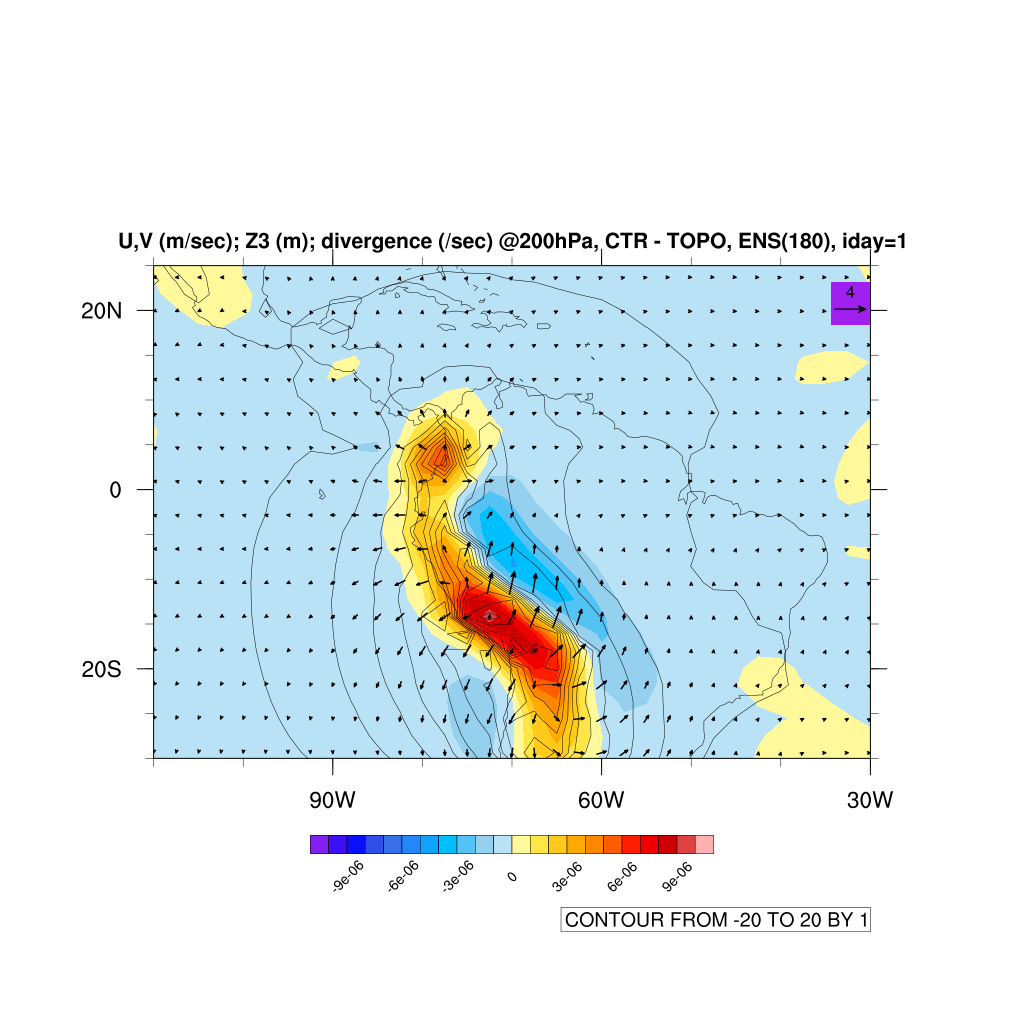 U,V (m/sec); Z3 (m); divergence (/sec) @200hPa, CTR - TOPO, ENS(180), iday=1
4
20N
0
20S
90W 60W 30W
-9e-06 -6e-06 -3e-06 0 3e-06 6e-06 9e-06
CONTOUR FROM -20 TO 20 BY 1